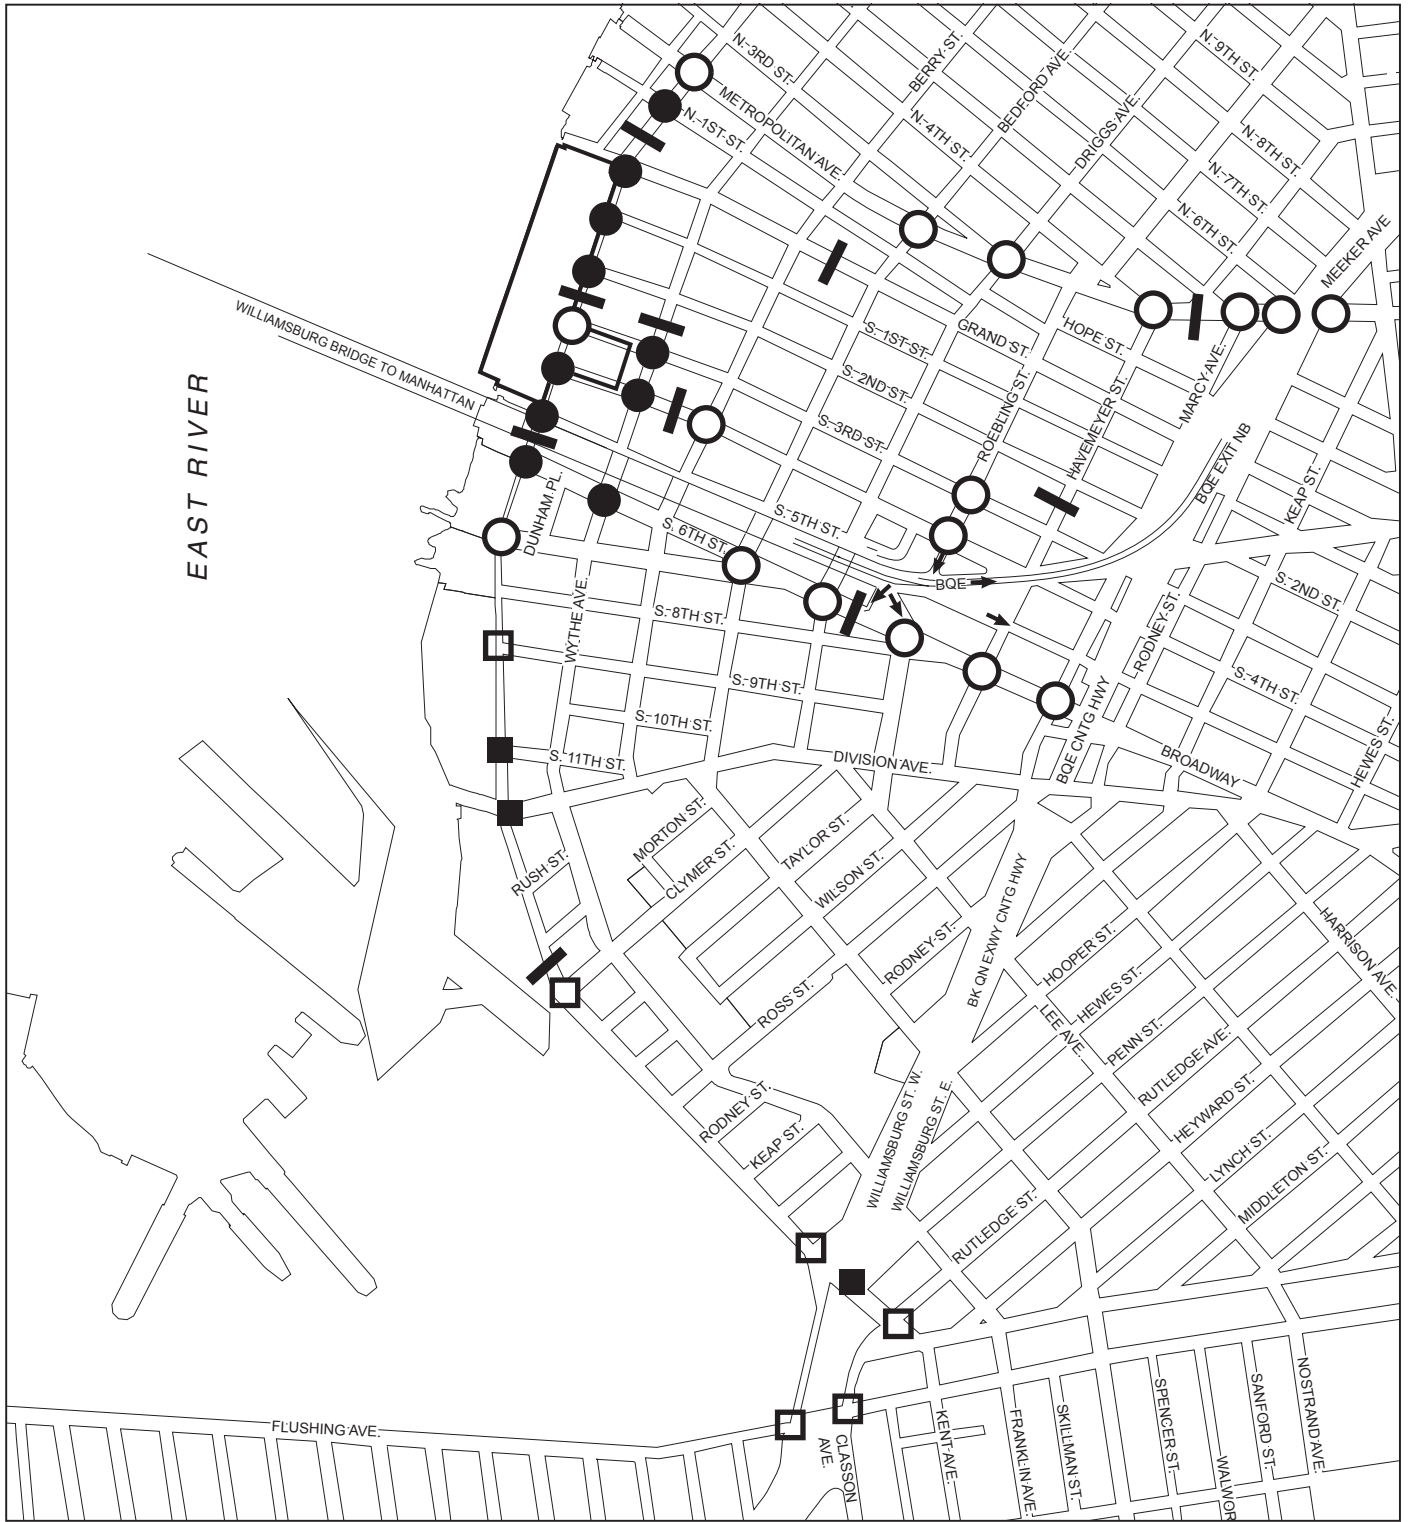 N. 3RD ST.
BERRY ST.
N. 9TH ST.
BEDFORD AVE.
METROPOLITAN AVE.
N. 1ST ST.
N. 4TH ST.
DRIGGS AVE.
N. 8TH ST.
N. 7TH ST.
N. 6TH ST.
MEEKER AVE
WILLIAMSBURG BRIDGE TO MANHATTAN
S. 1ST ST.
GRAND ST.
HOPE ST.
EAST RIVER
S. 2ND ST.
MARCY AVE.
S. 3RD ST.
ROEBLING ST.
HAVEMEYER ST.
BQE EXIT NB
KEAP ST.
DUNHAM PL.
S. 5TH ST.
S. 6TH ST.
BQE
S. 2ND ST.
WYTHE AVE.
S. 8TH ST.
RODNEY ST.
S. 9TH ST.
S. 4TH ST.
S. 10TH ST.
BQE CNTG HWY
HEWES ST.
S. 11TH ST.
DIVISION AVE.
BROADWAY
MORTON ST.
TAYLOR ST.
RUSH ST.
CLYMER ST.
WILSON ST.
BK QN EXWY CNTG HWY
RODNEY ST.
HOOPER ST.
HARRISON AVE.
ROSS ST.
HEWES ST.
LEE AVE.
PENN ST.
RUTLEDGE AVE.
RODNEY ST.
WILLIAMSBURG ST. W.
WILLIAMSBURG ST. E.
HEYWARD ST.
KEAP ST.
LYNCH ST.
MIDDLETON ST.
RUTLEDGE ST.
FLUSHING AVE.
AVE.
CLASSON
KENT AVE.
FRANKLIN AVE.
SKILLMAN ST.
SPENCER ST.
WALWOR
SANFORD ST.
NOSTRAND AVE.